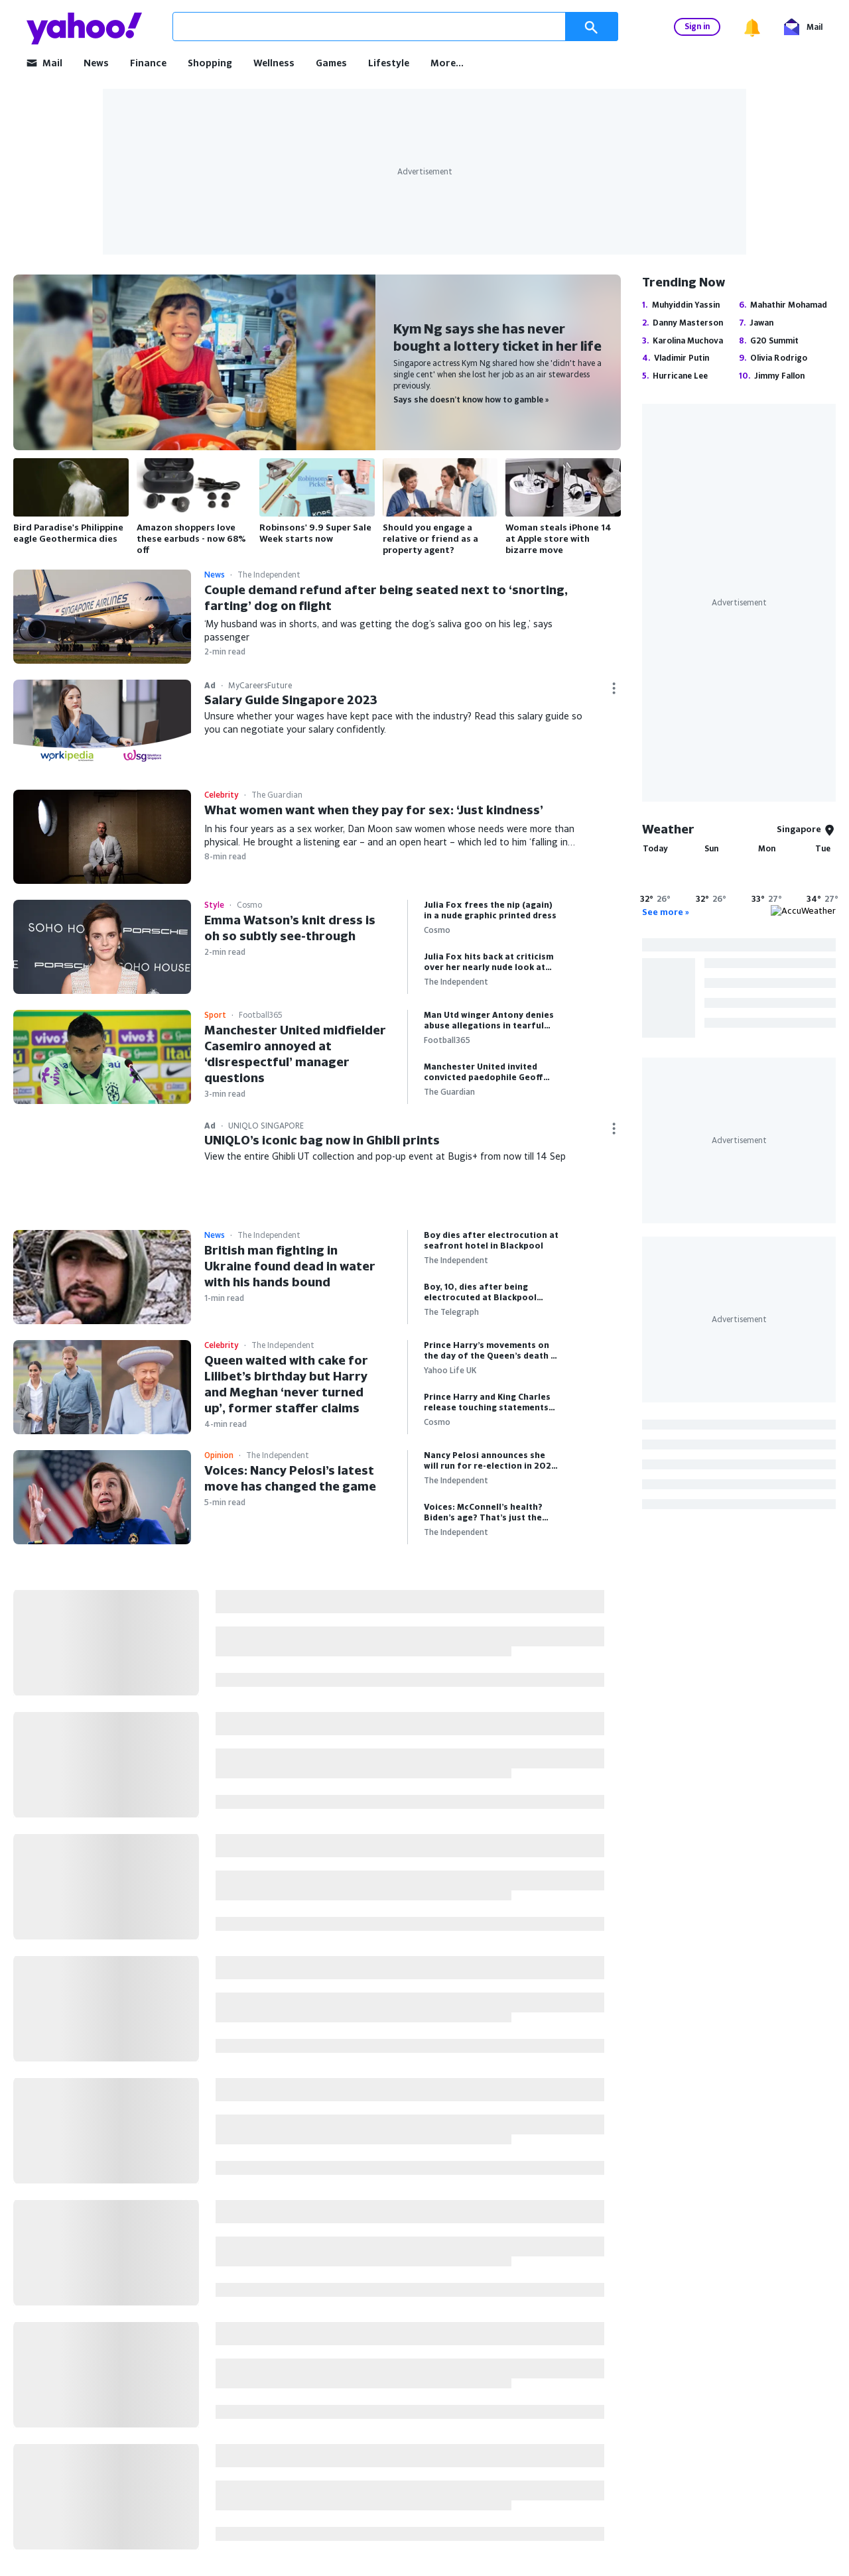 yahoo!
Sign in
Mail
Mail
News
Finance
Shopping
Wellness
Games
Lifestyle
More...
Advertisement
Kym Ng says she has never
bought a lottery ticket in her life
Singapore actress Kym Ng shared how she 'didn't have a
single cent' when she lost her job as an air stewardess
previously.
Says she doesn't know how to gamble »
Bird Paradise's Philippine
eagle Geothermica dies
Amazon shoppers love
these earbuds - now 68%
off
Robinsons'
Picks!
KORS
Robinsons' 9.9 Super Sale
Week starts now
Should you engage a
relative or friend as a
property agent?
Woman steals iPhone 14
at Apple store with
bizarre move
SINGAPORE AIRLINES
News · The Independent
Couple demand refund after being seated next to ‘snorting,
farting’ dog on flight
‘My husband was in shorts, and was getting the dog’s saliva goo on his leg,’ says
passenger
2-min read
workipedia
wsg
Ad · MyCareersFuture
Salary Guide Singapore 2023
Unsure whether your wages have kept pace with the industry? Read this salary guide so
you can negotiate your salary confidently.
Celebrity · The Guardian
What women want when they pay for sex: ‘Just kindness’
In his four years as a sex worker, Dan Moon saw women whose needs were more than
physical. He brought a listening ear – and an open heart – which led to him ‘falling in...
8-min read
SOHO HO
PORSCHE
PORSCHE
SOHO HOUSE
Style · Cosmo
Emma Watson’s knit dress is
oh so subtly see-through
2-min read
Julia Fox frees the nip (again)
in a nude graphic printed dress
Cosmo
Julia Fox hits back at criticism
over her nearly nude look at...
The Independent
vivo
Itaú
vivo
Sport · Football365
Manchester United midfielder
Casemiro annoyed at
‘disrespectful’ manager
questions
3-min read
Man Utd winger Antony denies
abuse allegations in tearful...
Football365
Manchester United invited
convicted paedophile Geoff...
The Guardian
Ad · UNIQLO SINGAPORE
UNIQLO’s iconic bag now in Ghibli prints
View the entire Ghibli UT collection and pop-up event at Bugis+ from now till 14 Sep
News · The Independent
British man fighting in
Ukraine found dead in water
with his hands bound
1-min read
Boy dies after electrocution at
seafront hotel in Blackpool
The Independent
Boy, 10, dies after being
electrocuted at Blackpool...
The Telegraph
Celebrity · The Independent
Queen waited with cake for
Lilibet’s birthday but Harry
and Meghan ‘never turned
up’, former staffer claims
4-min read
Prince Harry’s movements on
the day of the Queen’s death ...
Yahoo Life UK
Prince Harry and King Charles
release touching statements...
Cosmo
Opinion · The Independent
Voices: Nancy Pelosi’s latest
move has changed the game
5-min read
Nancy Pelosi announces she
will run for re-election in 202...
The Independent
Voices: McConnell’s health?
Biden’s age? That’s just the...
The Independent
Trending Now
1. Muhyiddin Yassin
2. Danny Masterson
3. Karolina Muchova
4. Vladimir Putin
5. Hurricane Lee
6. Mahathir Mohamad
7. Jawan
8. G20 Summit
9. Olivia Rodrigo
10. Jimmy Fallon
Advertisement
Weather
Singapore
Today Sun Mon Tue
32° 26° 32° 26° 33° 27° 34° 27°
See more »
AccuWeather
Advertisement
Advertisement